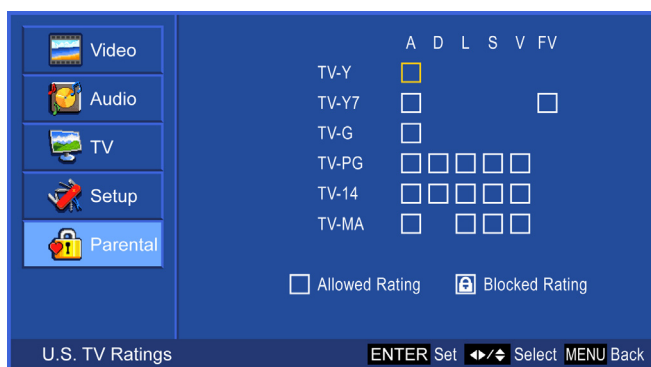 Video
Audio
TV
Setup
Parental
A D L S V FV
TV-Y
TV-Y7
TV-G
TV-PG
TV-14
TV-MA
Allowed Rating Blocked Rating
U.S. TV Ratings ENTER Set Select MENU Back